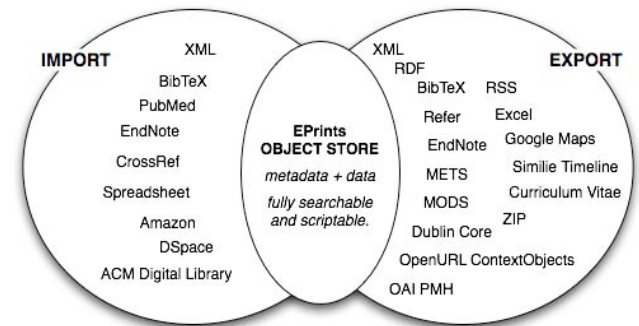 IMPORT
XML
BibTeX
PubMed
EndNote
CrossRef
Spreadsheet
Amazon
DSpace
ACM Digital Library
EPrints
OBJECT STORE
metadata + data
fully searchable
and scriptable.
EXPORT
XML
RDF
BibTeX
RSS
Refer
Excel
EndNote
Google Maps
METS
Similie Timeline
MODS
Curriculum Vitae
Dublin Core
ZIP
OpenURL ContextObjects
OAI PMH